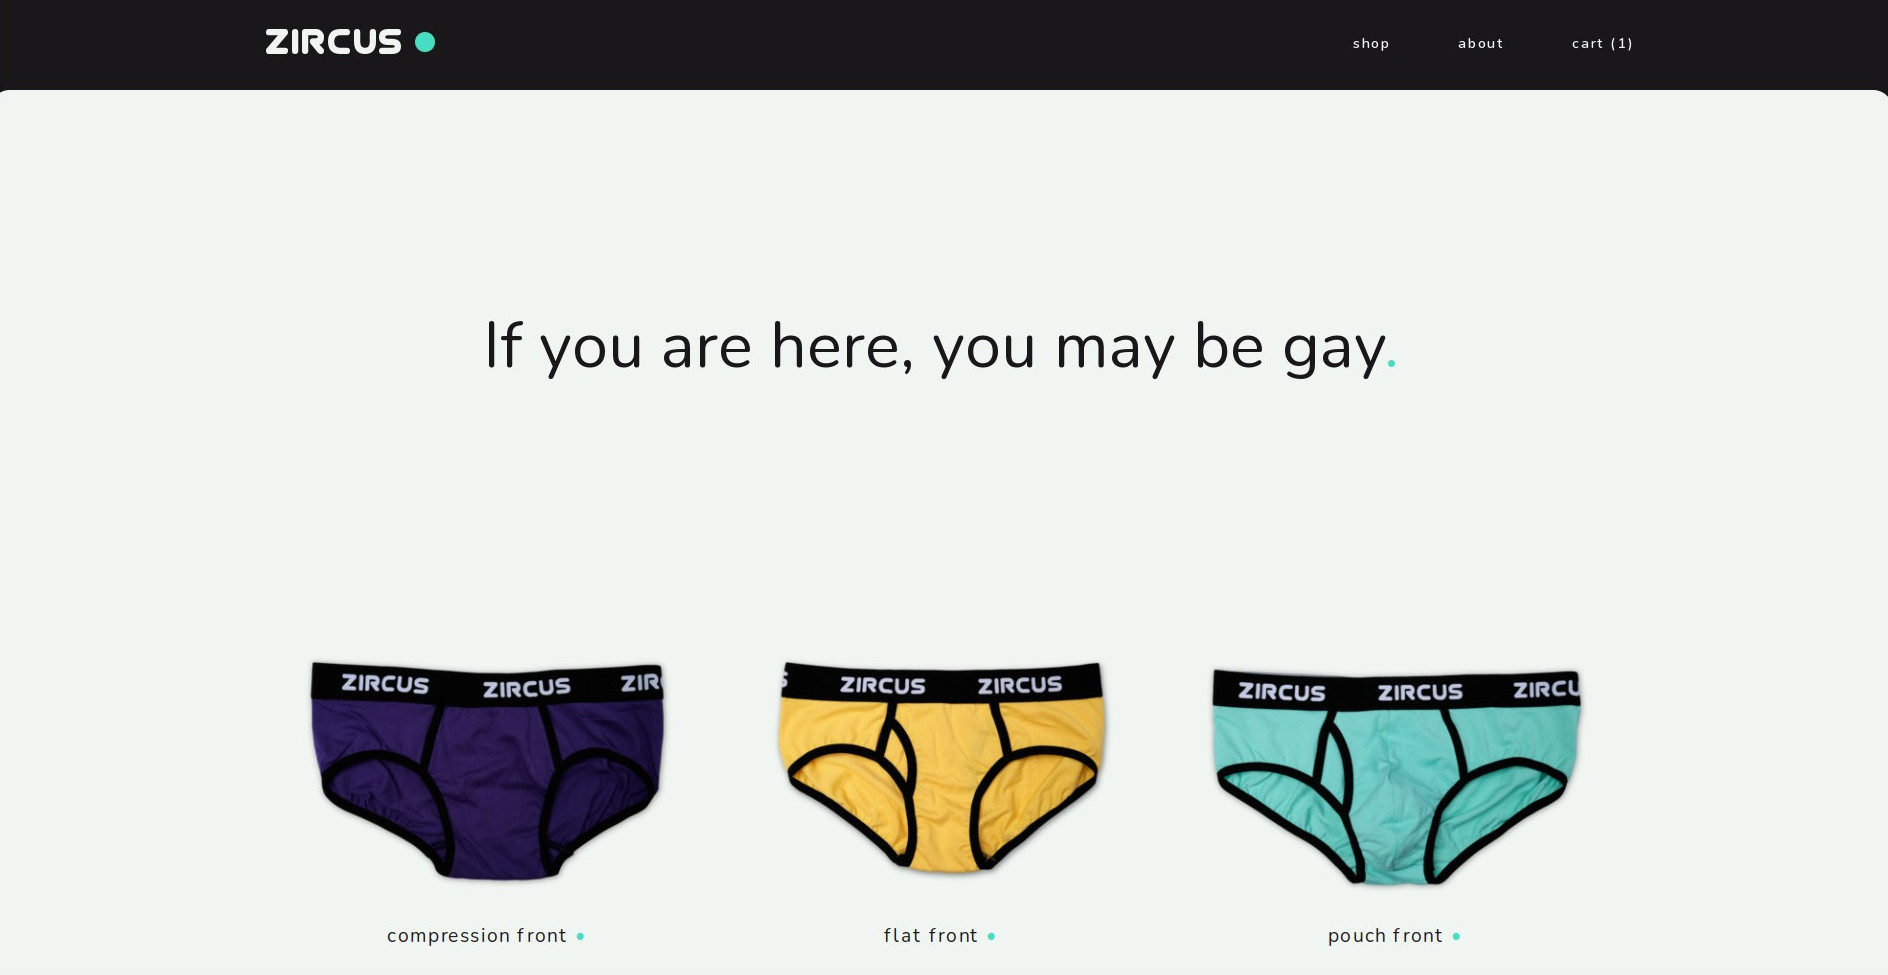 ZIRCUS
shop about cart (1)
If you are here, you may be gay.
ZIRCUS ZIRCUS ZIRC
S ZIRCUS ZIRCUS
ZIRCUS ZIRCUS ZIRCU
compression front
flat front
pouch front